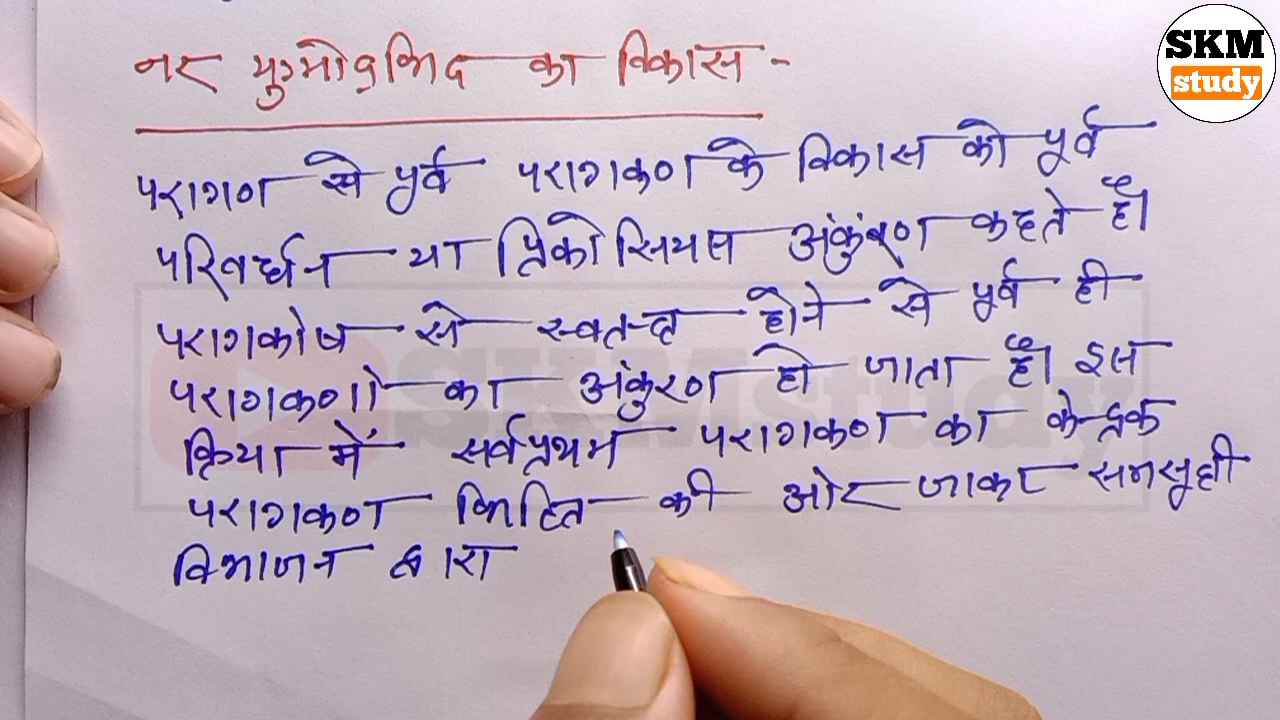 SKM
study
नर युग्मोद्भिद का विकास -
परागण से पूर्व परागकण के विकास को पूर्व
परिवर्धन या प्रिकोसियस अंकुंरण कहते है।
परागकोष से स्वतन्त्र होने से पूर्व ही
परागकणो का अंकुरण हो जाता है। इस
क्रिया में सर्वप्रथम परागकण का केन्द्रक
परागकण भित्ति की ओर जाकर समसूत्री
विभाजन द्वारा
SKMstudy